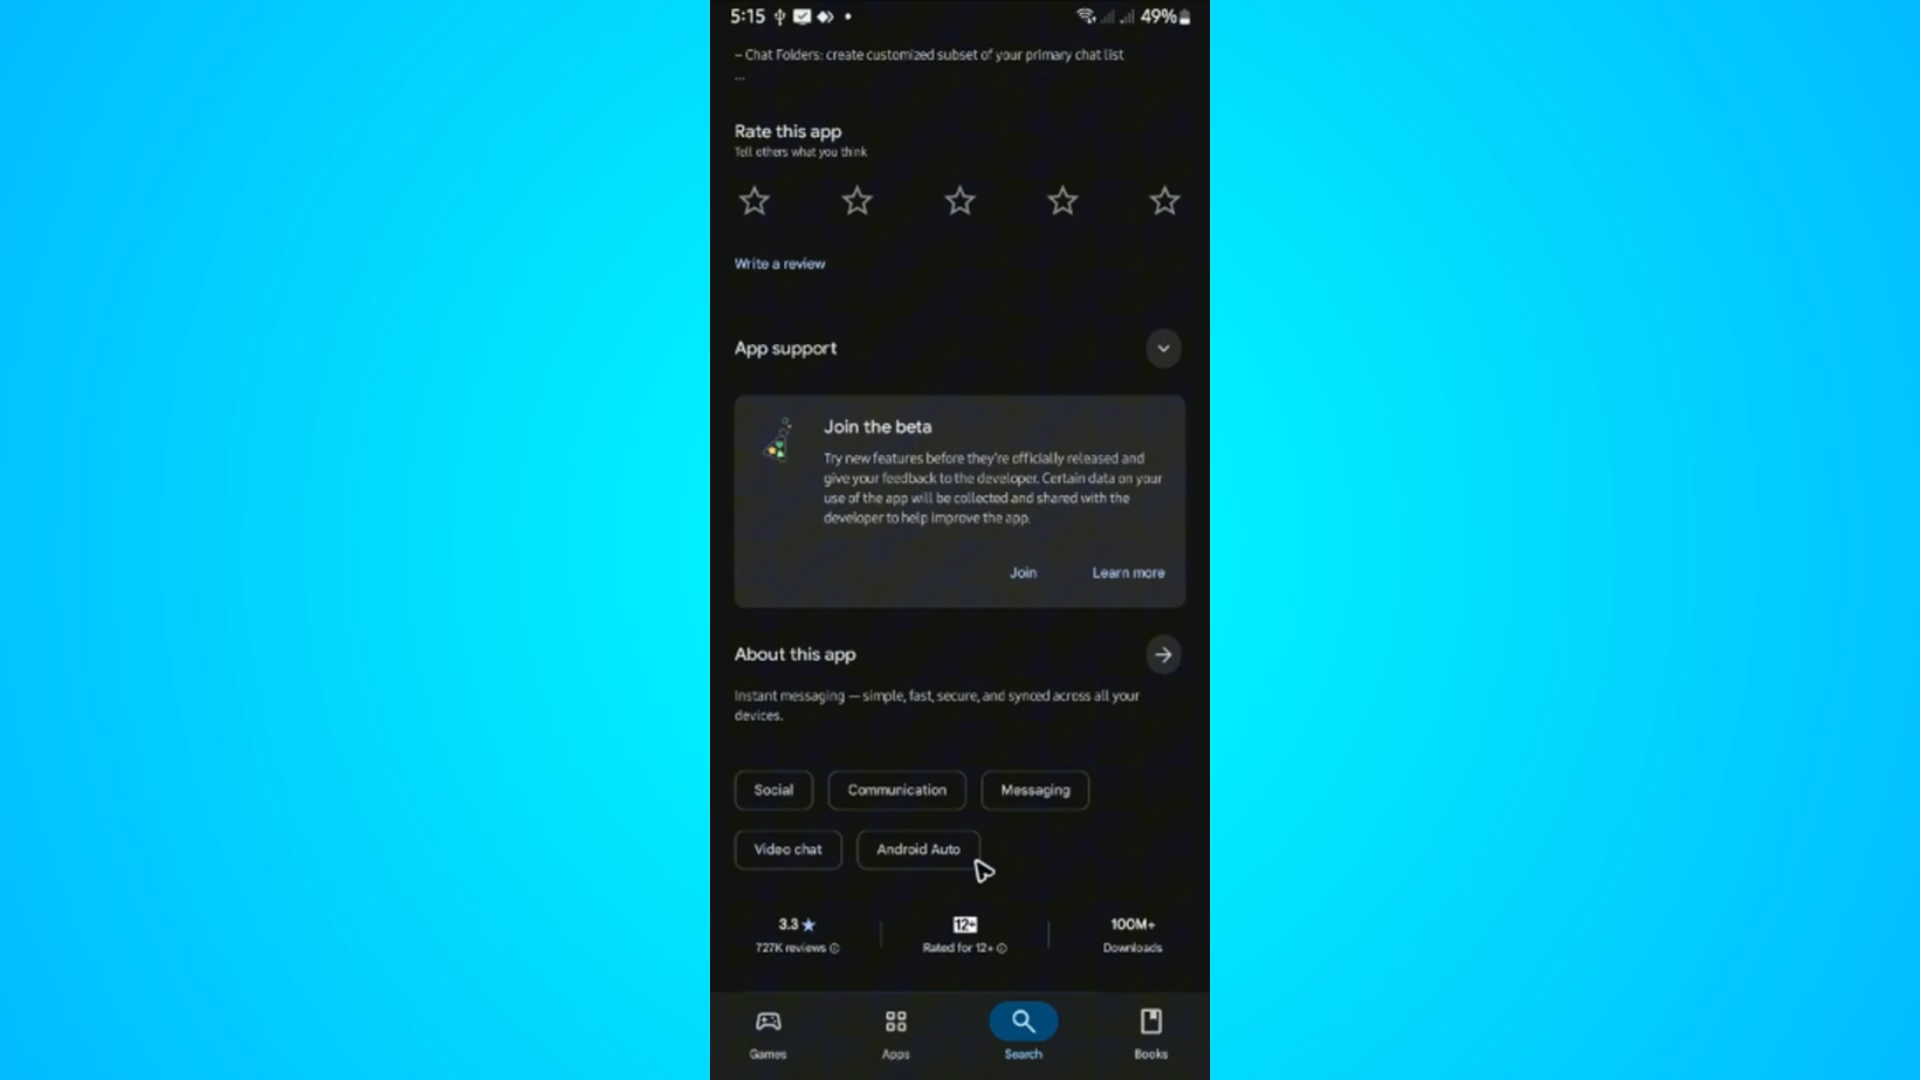 5:15
49%
– Chat Folders: create customized subset of your primary chat list
...
Rate this app
Tell others what you think
Write a review
App support
Join the beta
Try new features before they're officially released and
give your feedback to the developer. Certain data on your
use of the app will be collected and shared with the
developer to help improve the app.
Join
Learn more
About this app
Instant messaging — simple, fast, secure, and synced across all your
devices.
Social
Communication
Messaging
Video chat
Android Auto
3.3★
12+
100M+
727K reviews
Rated for 12+
Downloads
Games
Apps
Search
Books